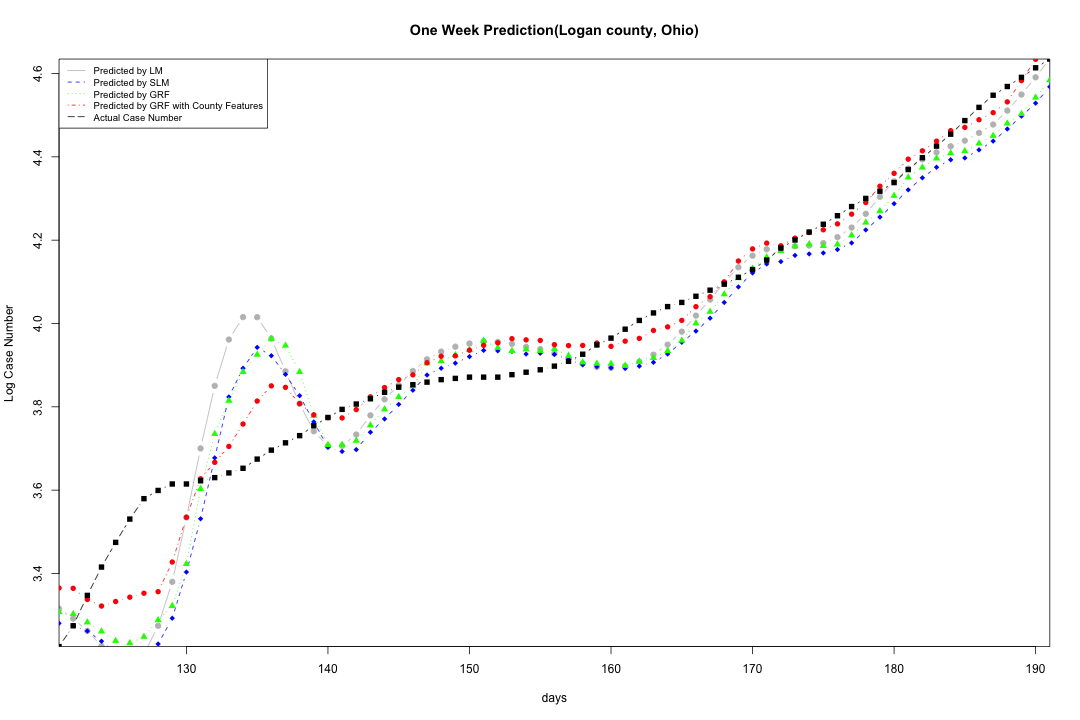 One Week Prediction(Logan county, Ohio)
Predicted by LM
Predicted by SLM
Predicted by GRF
Predicted by GRF with County Features
Actual Case Number
Log Case Number
4.6
4.4
4.2
4.0
3.8
3.6
3.4
130 140 150 160 170 180 190
days